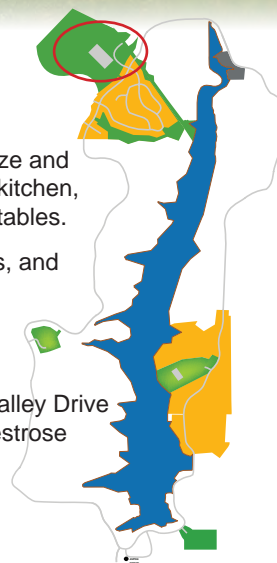 ze and
kitchen,
tables.
s, and
alley Drive
estrose